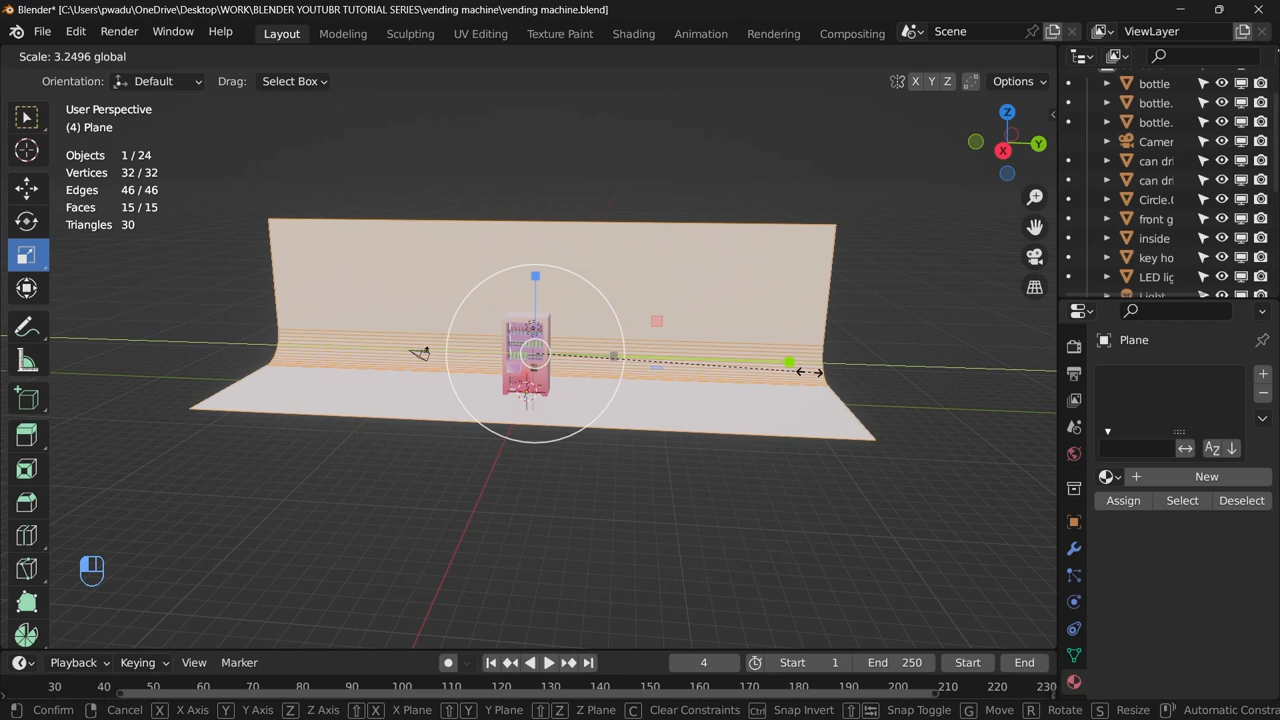 Blender* [C:\Users\pwadu\OneDrive\Desktop\WORK\BLENDER YOUTUBR TUTORIAL SERIES\vending machine\vending machine.blend]
File Edit Render Window Help Layout Modeling Sculpting UV Editing Texture Paint Shading Animation Rendering Compositing Scene ViewLayer
Scale: 3.2496 global
Orientation: Default Drag: Select Box X Y Z Options
User Perspective
(4) Plane
Objects 1 / 24
Vertices 32 / 32
Edges 46 / 46
Faces 15 / 15
Triangles 30
Z
Y
X
bottle
bottle.
bottle.
Camer
can dri
can dri
Circle.0
front g
inside
key ho
LED lig
Light
Plane
New
Assign Select Deselect
Playback Keying View Marker 4 Start 1 End 250 Start End
30 40 50 60 70 80 90 100 110 120 130 140 150 160 170 180 190 200 210 220 230
Confirm Cancel X X Axis Y Y Axis Z Z Axis X X Plane Y Y Plane Z Z Plane C Clear Constraints Ctrl Snap Invert Snap Toggle G Move R Rotate S Resize Automatic Constra